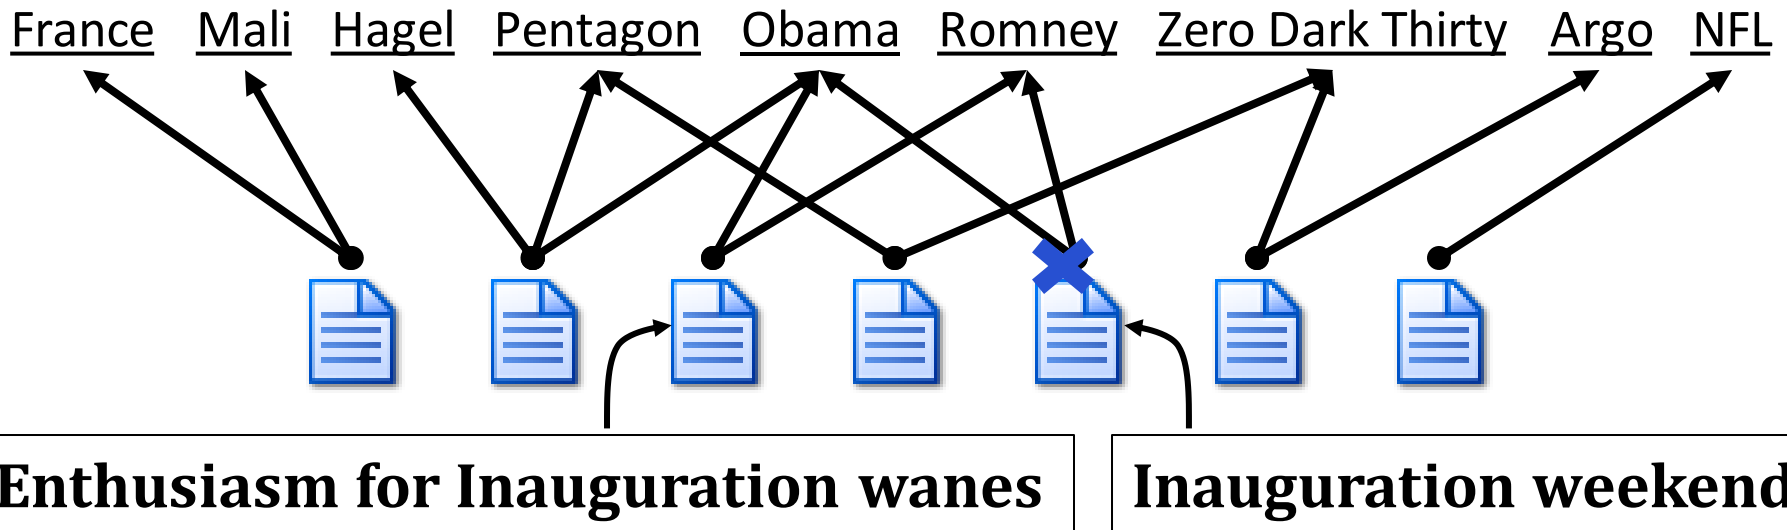 France Mali Hagel Pentagon Obama Romney Zero Dark Thirty Argo NFL
Enthusiasm for Inauguration wanes
Inauguration weekend